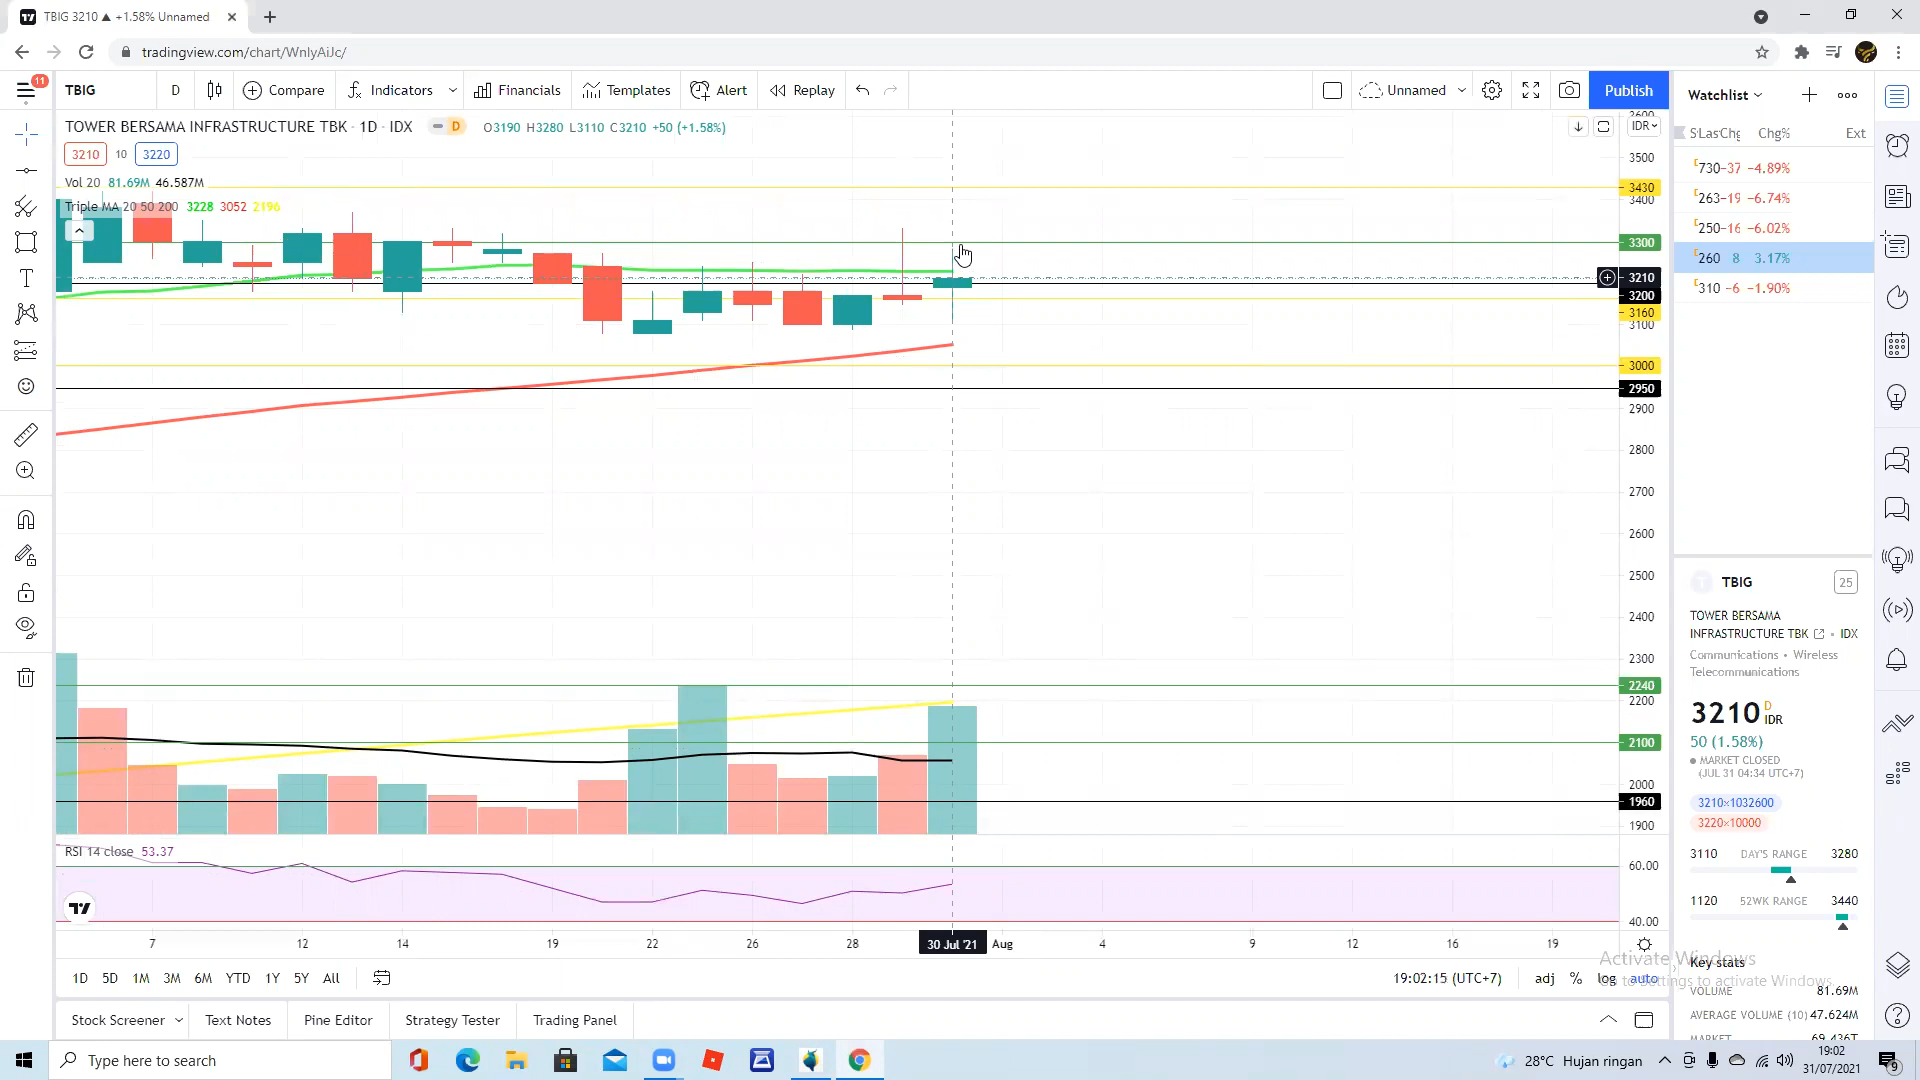 TBIG 3210 ▲ +1.58% Unnamed
tradingview.com/chart/WnlyAiJc/
11
TBIG D Compare Indicators Financials Templates Alert Replay Unnamed Publish
TOWER BERSAMA INFRASTRUCTURE TBK · 1D · IDX D O3190 H3280 L3110 C3210 +50 (+1.58%)
3210 10 3220
Vol 20 81.69M 46.587M
Triple MA 20 50 200 3228 3052 2196
IDR
3500
3430
3400
3300
3210
3200
3160
3100
3000
2950
2900
2800
2700
2600
2500
2400
2300
2240
2200
2100
2000
1960
1900
RSI 14 close 53.37
60.00
40.00
7 12 14 19 22 26 28 30 Jul '21 Aug 4 9 12 16 19
1D 5D 1M 3M 6M YTD 1Y 5Y All 19:02:15 (UTC+7) adj % log auto
Stock Screener Text Notes Pine Editor Strategy Tester Trading Panel
Watchlist
Chg% Ext
730 -37 -4.89%
263 -19 -6.74%
250 -16 -6.02%
260 8 3.17%
310 -6 -1.90%
TBIG 25
TOWER BERSAMA
INFRASTRUCTURE TBK • IDX
Communications • Wireless
Telecommunications
3210 D IDR
50 (1.58%)
MARKET CLOSED
(JUL 31 04:34 UTC+7)
3210×1032600
3220×10000
3110 DAY'S RANGE 3280
1120 52WK RANGE 3440
Key stats
VOLUME 81.69M
AVERAGE VOLUME (10) 47.624M
Activate Windows
Go to Settings to activate Windows.
Type here to search
28°C Hujan ringan
19:02
31/07/2021
9